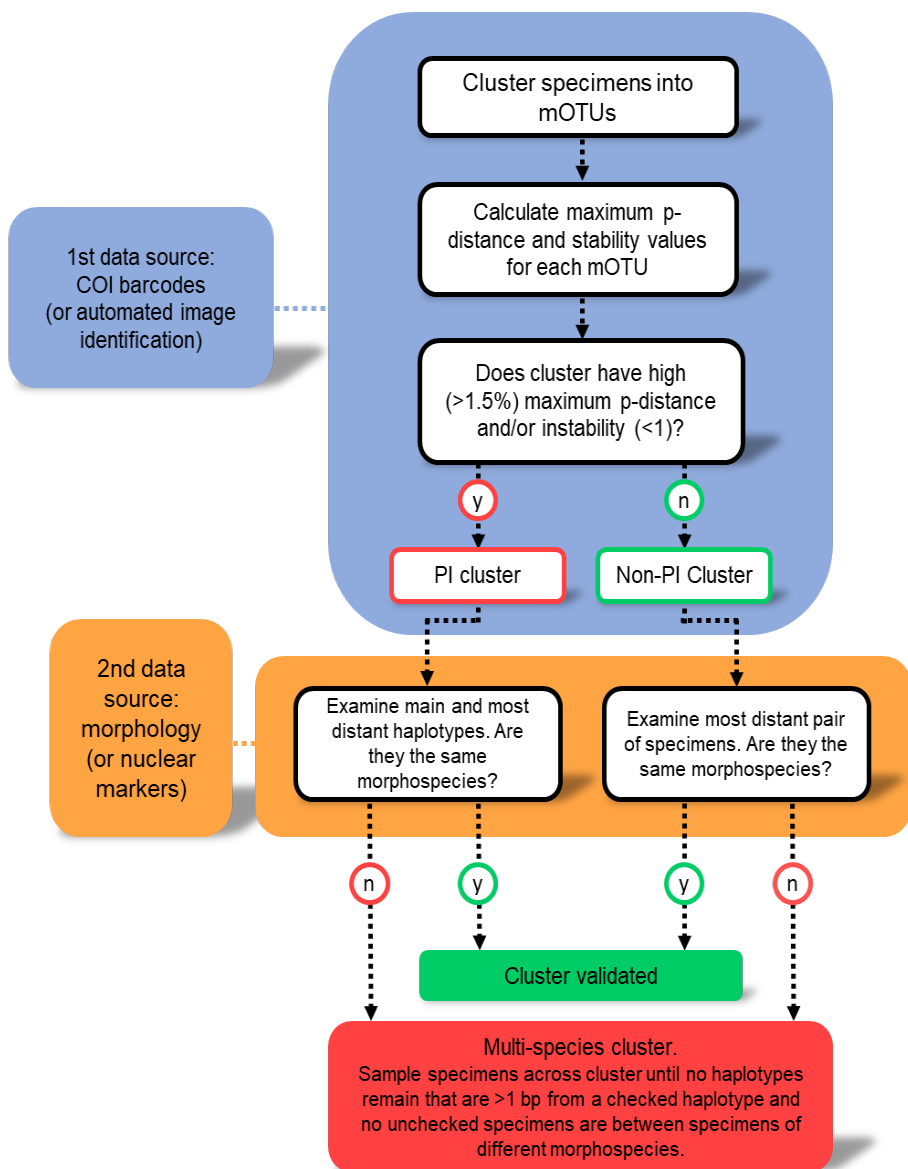 Cluster specimens into
mOTUs
Calculate maximum p-
distance and stability values
for each mOTU
1st data source:
COI barcodes
(or automated image
identification)
Does cluster have high
(>1.5%) maximum p-distance
and/or instability (<1)?
y
n
PI cluster
Non-PI Cluster
2nd data
source:
morphology
(or nuclear
markers)
Examine main and most
distant haplotypes. Are
they the same
morphospecies?
Examine most distant pair
of specimens. Are they the
same morphospecies?
n
y
y
n
Cluster validated
Multi-species cluster.
Sample specimens across cluster until no haplotypes
remain that are >1 bp from a checked haplotype and
no unchecked specimens are between specimens of
different morphospecies.